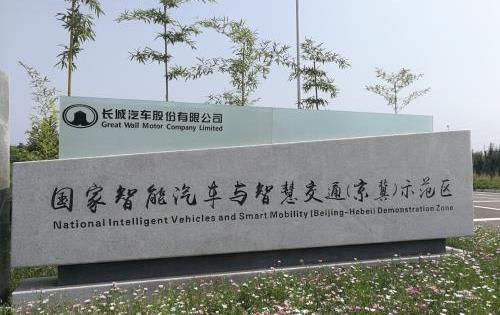 长城汽车股份有限公司
Great Wall Motor Company Limited
国家智能汽车与智慧交通(京冀)示范区
National Intelligent Vehicles and Smart Mobility (Beijing-Hebei) Demonstration Zone